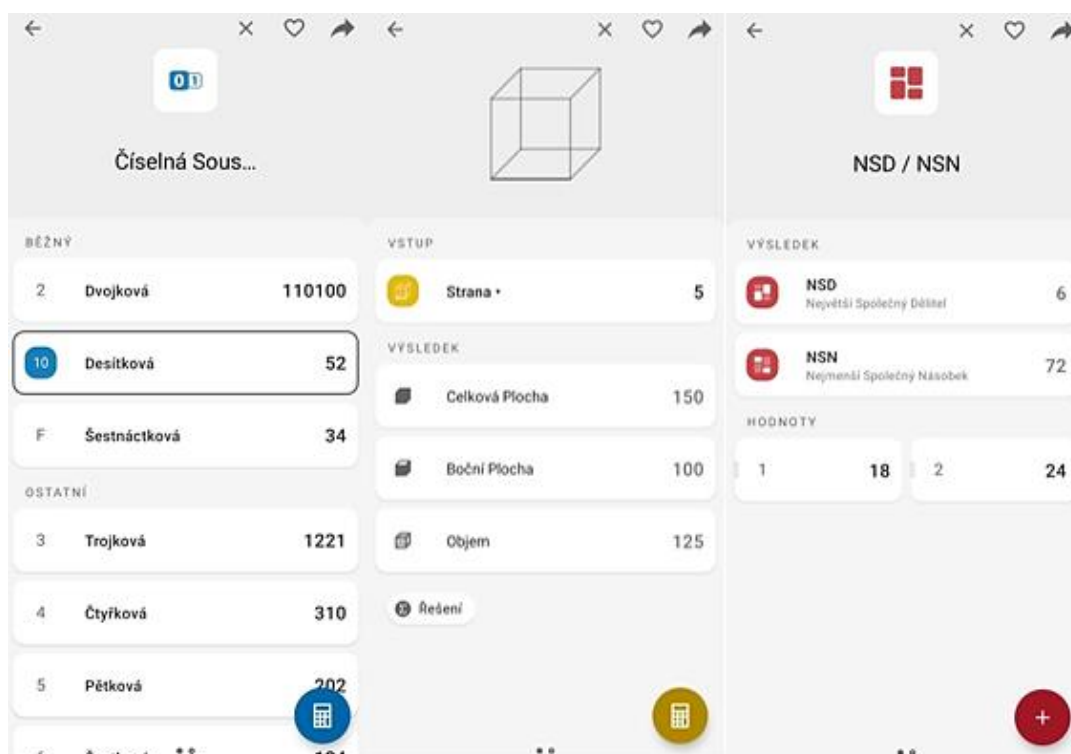 01
Číselná Sous...
BĚŽNÝ
2 Dvojková 110100
10 Desítková 52
F Šestnáctková 34
OSTATNÍ
3 Trojková 1221
4 Čtyřková 310
5 Pětková 202
VSTUP
Strana • 5
VÝSLEDEK
Celková Plocha 150
Boční Plocha 100
Objem 125
Řešení
NSD / NSN
VÝSLEDEK
NSD 6
Největší Společný Dělitel
NSN 72
Nejmenší Společný Násobek
HODNOTY
1 18 2 24